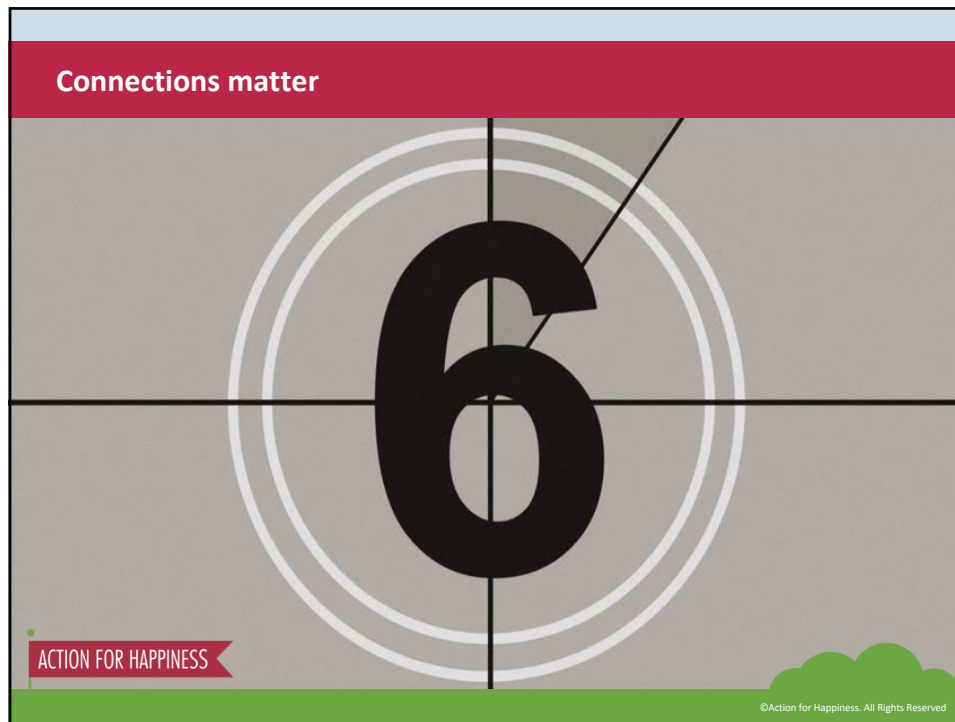 Connections matter
6
ACTION FOR HAPPINESS
©Action for Happiness. All Rights Reserved